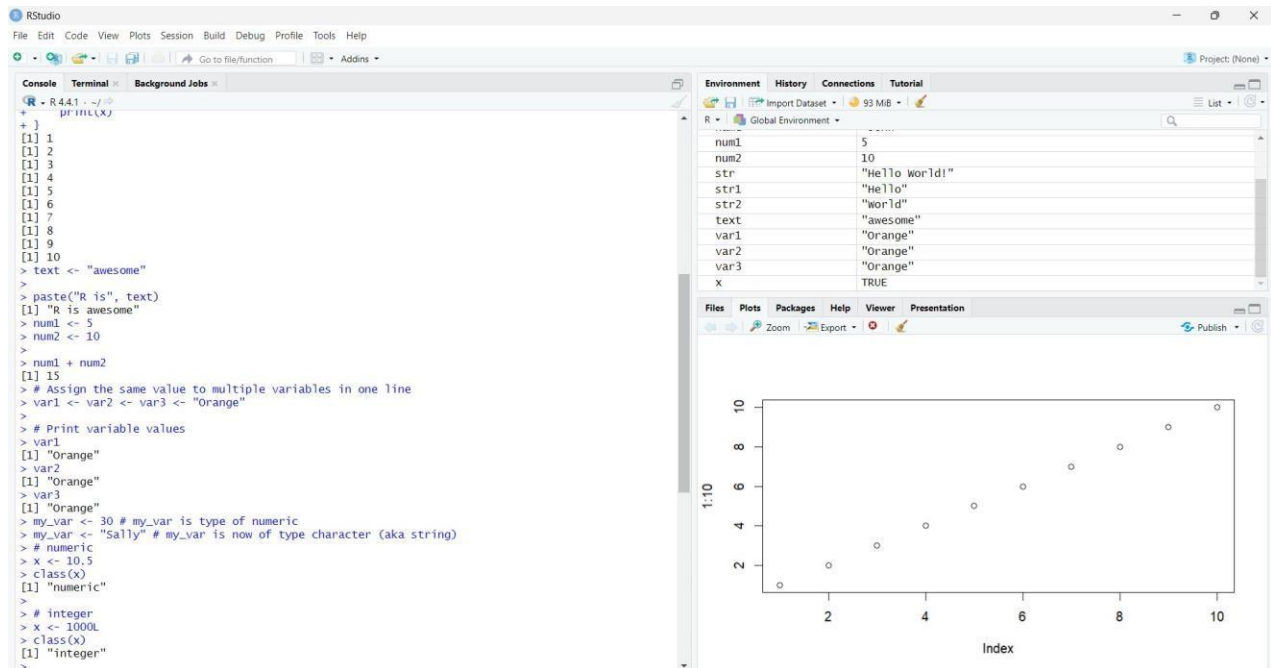 RStudio
File Edit Code View Plots Session Build Debug Profile Tools Help
Go to file/function Addins
Project: (None)
Console Terminal Background Jobs
R 4.4.1 · ~/
+ print(x)
+ }
[1] 1
[1] 2
[1] 3
[1] 4
[1] 5
[1] 6
[1] 7
[1] 8
[1] 9
[1] 10
> text <- "awesome"
>
> paste("R is", text)
[1] "R is awesome"
> num1 <- 5
> num2 <- 10
>
> num1 + num2
[1] 15
> # Assign the same value to multiple variables in one line
> var1 <- var2 <- var3 <- "Orange"
>
> # Print variable values
> var1
[1] "Orange"
> var2
[1] "Orange"
> var3
[1] "Orange"
> my_var <- 30 # my_var is type of numeric
> my_var <- "Sally" # my_var is now of type character (aka string)
> # numeric
> x <- 10.5
> class(x)
[1] "numeric"
>
> # integer
> x <- 1000L
> class(x)
[1] "integer"
>
Environment History Connections Tutorial
Import Dataset 93 MiB List
R Global Environment
num1 5
num2 10
str "Hello World!"
str1 "Hello"
str2 "World"
text "awesome"
var1 "Orange"
var2 "Orange"
var3 "Orange"
x TRUE
Files Plots Packages Help Viewer Presentation
Zoom Export Publish
1:10
10
8
6
4
2
2 4 6 8 10
Index